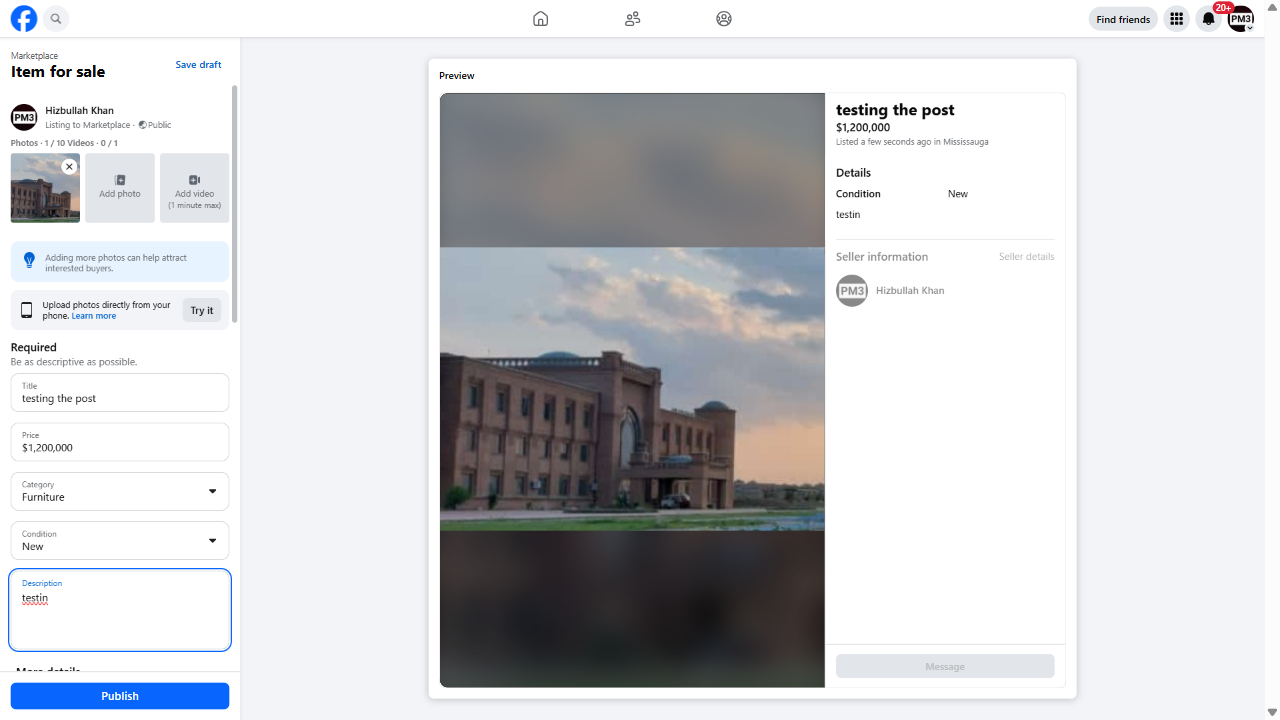 Find friends
20+
PM3
Marketplace
Item for sale
Save draft
PM3
Hizbullah Khan
Listing to Marketplace · Public
Photos · 1 / 10 Videos · 0 / 1
Add photo
Add video
(1 minute max)
Adding more photos can help attract
interested buyers.
Upload photos directly from your
phone. Learn more
Try it
Required
Be as descriptive as possible.
Title
testing the post
Price
$1,200,000
Category
Furniture
Condition
New
Description
testin
More details
Publish
Preview
testing the post
$1,200,000
Listed a few seconds ago in Mississauga
Details
Condition New
testin
Seller information Seller details
PM3
Hizbullah Khan
Message